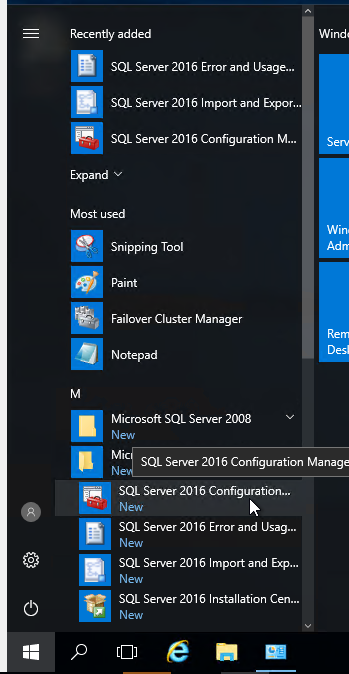 Recently added
Windo
SQL Server 2016 Error and Usage...
SQL Server 2016 Import and Expor...
SQL Server 2016 Configuration M...
Serv
Expand
Most used
Snipping Tool
Wind
Adm
Paint
Failover Cluster Manager
Rem
Desk
Notepad
M
Microsoft SQL Server 2008
New
Micr
New
SQL Server 2016 Configuration Manage
SQL Server 2016 Configuration...
New
SQL Server 2016 Error and Usag...
New
SQL Server 2016 Import and Exp...
New
SQL Server 2016 Installation Cen...
New